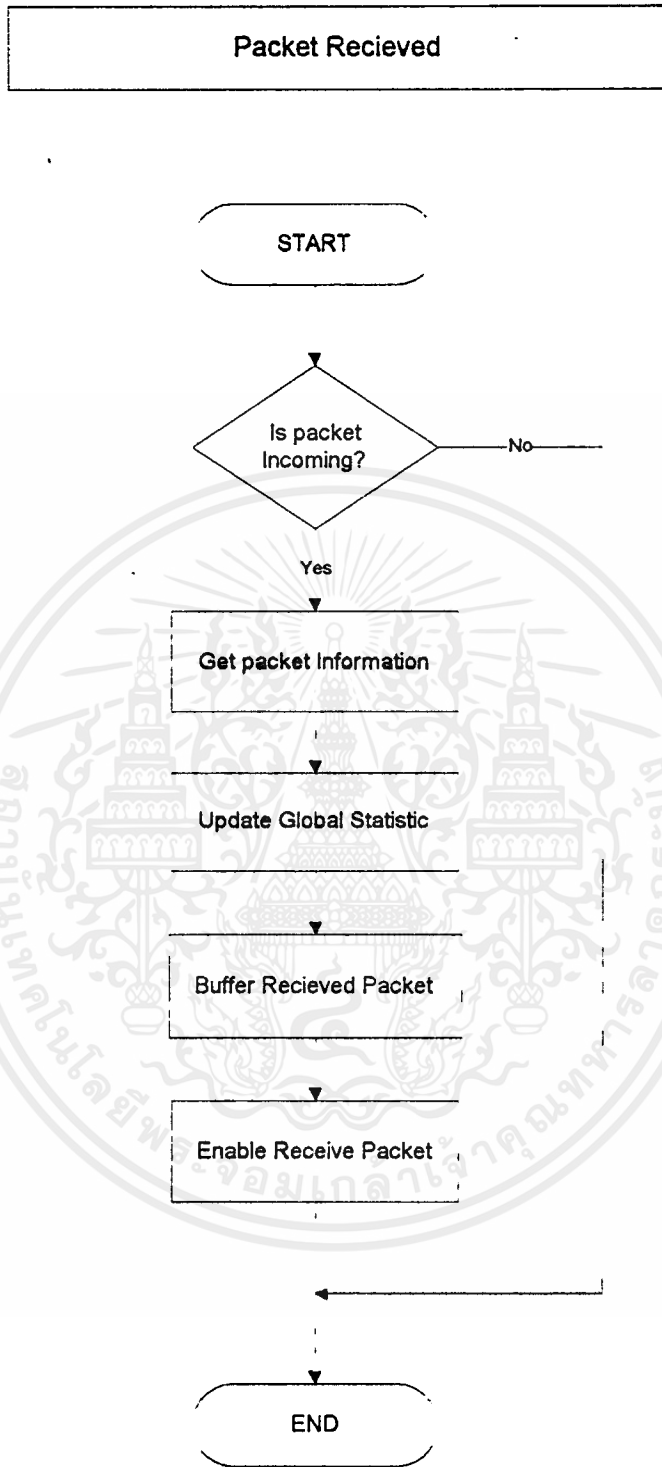 Packet Recieved
START
Is packet
Incoming?
No
Yes
Get packet Information
Update Global Statistic
Buffer Recieved Packet
Enable Receive Packet
END